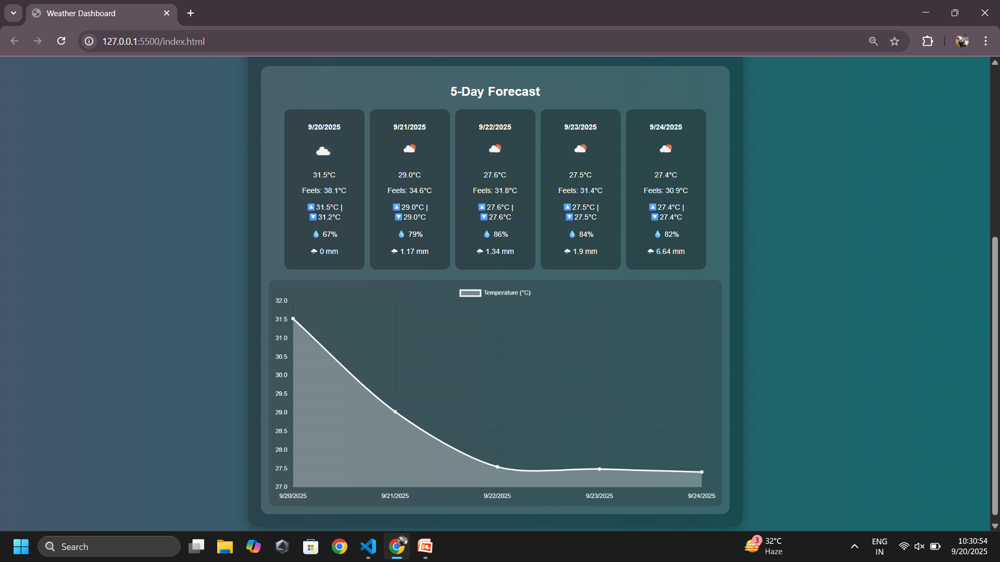 Weather Dashboard
127.0.0.1:5500/index.html
5-Day Forecast
9/20/2025
31.5°C
Feels: 38.1°C
🔼31.5°C |
🔽31.2°C
💧 67%
🌧 0 mm
9/21/2025
29.0°C
Feels: 34.6°C
🔼29.0°C |
🔽29.0°C
💧 79%
🌧 1.17 mm
9/22/2025
27.6°C
Feels: 31.8°C
🔼27.6°C |
🔽27.6°C
💧 86%
🌧 1.34 mm
9/23/2025
27.5°C
Feels: 31.4°C
🔼27.5°C |
🔽27.5°C
💧 84%
🌧 1.9 mm
9/24/2025
27.4°C
Feels: 30.9°C
🔼27.4°C |
🔽27.4°C
💧 82%
🌧 6.64 mm
Temperature (°C)
32.0
31.5
31.0
30.5
30.0
29.5
29.0
28.5
28.0
27.5
27.0
9/20/2025 9/21/2025 9/22/2025 9/23/2025 9/24/2025
Search
3
32°C
Haze
ENG
IN
10:30:54
9/20/2025